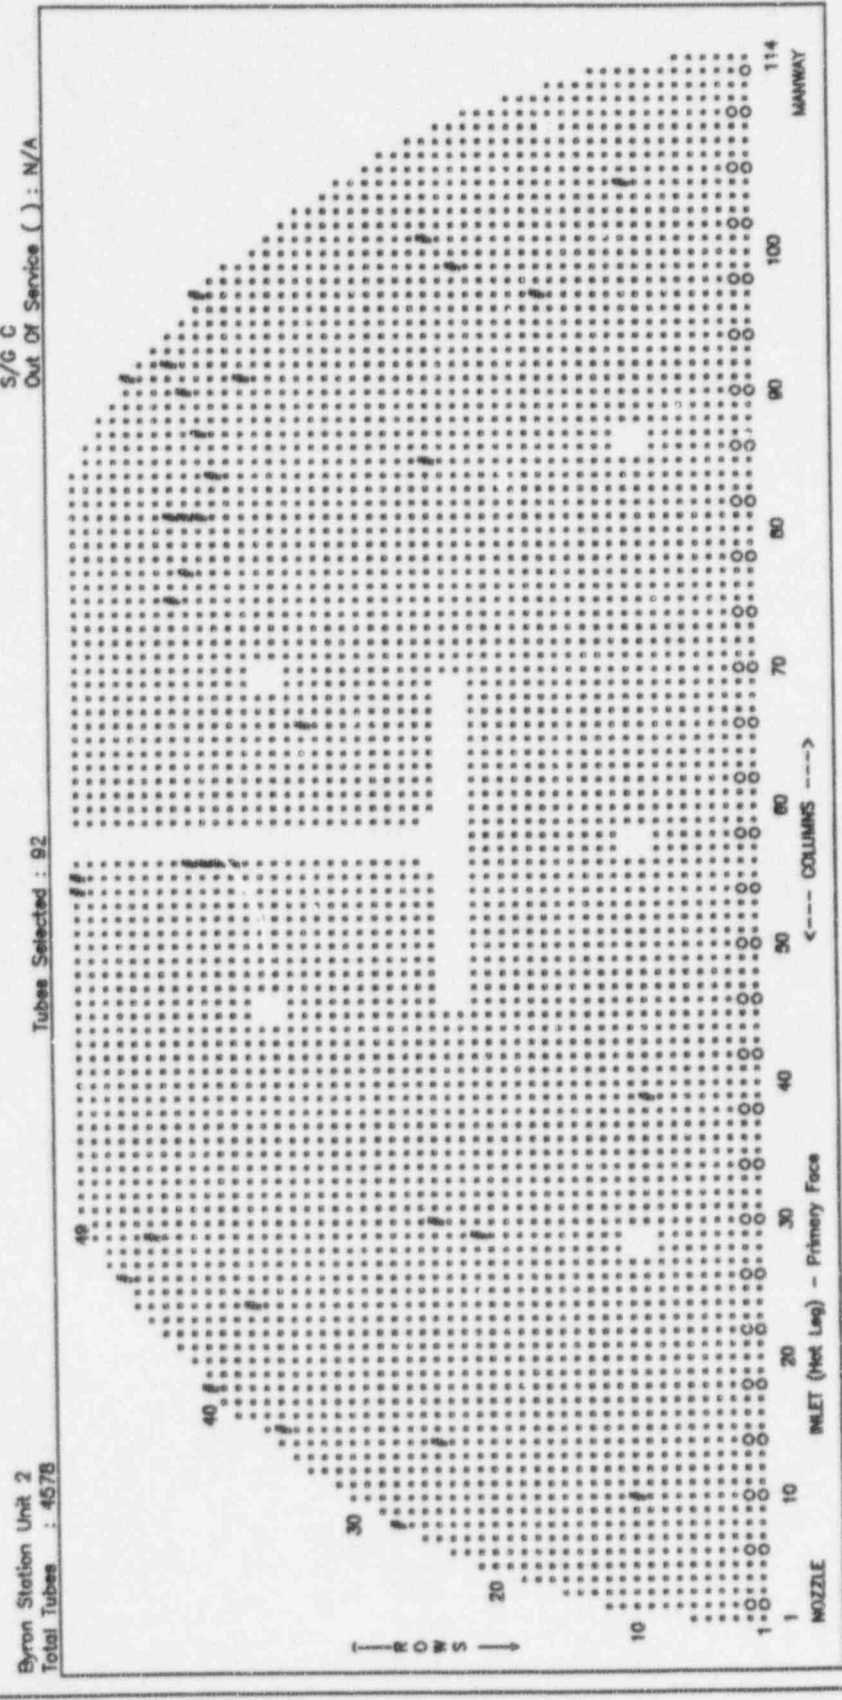 S/G C
Byron Station Unit 2
Tubes Selected : 92
Out Of Service ( ) : N/A
Total Tubes : 4578
49
40
30
20
10
1
<---- ROWS ---->
1 10 20 30 40 50 60 70 80 90 100 114
NOZZLE INLET (Hot Leg) - Primary Face <---- COLUMNS ----> MANWAY